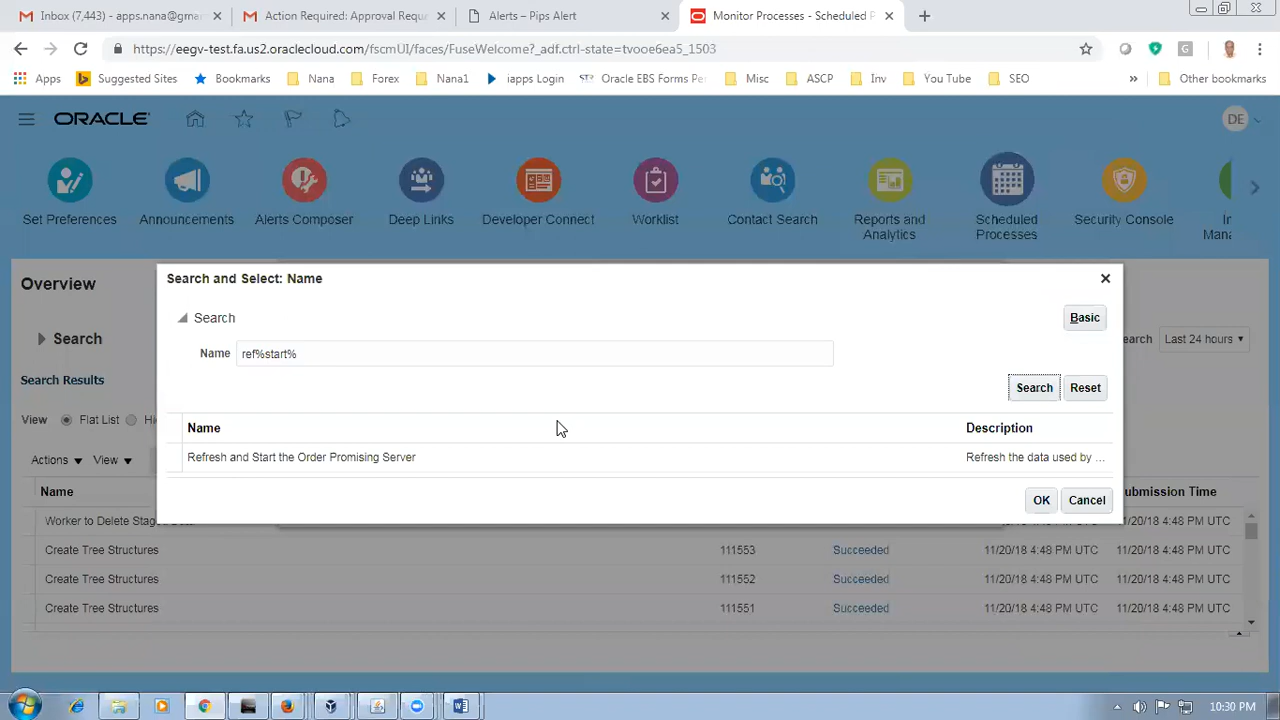 Inbox (7,443) - apps.nana@gmar
Action Required: Approval Requ
Alerts – Pips Alert
Monitor Processes - Scheduled P
https://eegv-test.fa.us2.oraclecloud.com/fscmUI/faces/FuseWelcome?_adf.ctrl-state=tvooe6ea5_1503
Apps
Suggested Sites
Bookmarks
Nana
Forex
Nana1
iapps Login
Oracle EBS Forms Pe
Misc
ASCP
Inv
You Tube
SEO
»
Other bookmarks
ORACLE
DE
Set Preferences
Announcements
Alerts Composer
Deep Links
Developer Connect
Worklist
Contact Search
Reports and
Analytics
Scheduled
Processes
Security Console
In
Mana
Overview
Search and Select: Name
Search
Basic
Name
ref%start%
Search
Reset
Name
Description
Refresh and Start the Order Promising Server
Refresh the data used by ...
OK
Cancel
Search
earch
Last 24 hours
Search Results
View
Flat List
Hi
Actions
View
Name
ubmission Time
Worker to Delete Stag
11/20/18 4:48 PM UTC
Create Tree Structures
111553
Succeeded
11/20/18 4:48 PM UTC
11/20/18 4:48 PM UTC
Create Tree Structures
111552
Succeeded
11/20/18 4:48 PM UTC
11/20/18 4:48 PM UTC
Create Tree Structures
111551
Succeeded
11/20/18 4:48 PM UTC
11/20/18 4:48 PM UTC
10:30 PM